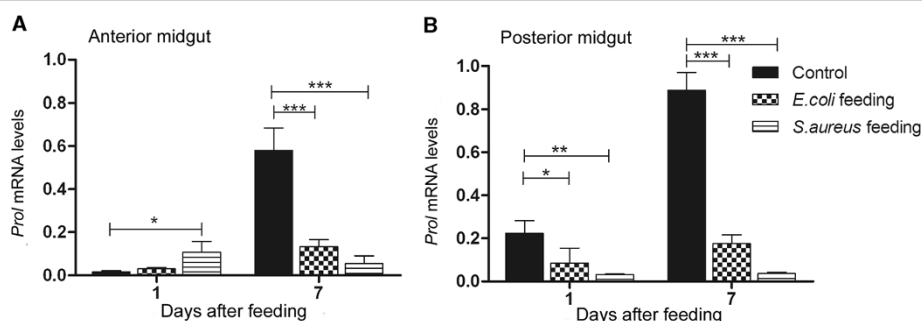 A
Anterior midgut
Prol mRNA levels
1.0
0.8
0.6
0.4
0.2
0.0
***
***
*
1
7
Days after feeding
B
Posterior midgut
Prol mRNA levels
1.0
0.8
0.6
0.4
0.2
0.0
***
***
**
*
1
7
Days after feeding
Control
E.coli feeding
S.aureus feeding